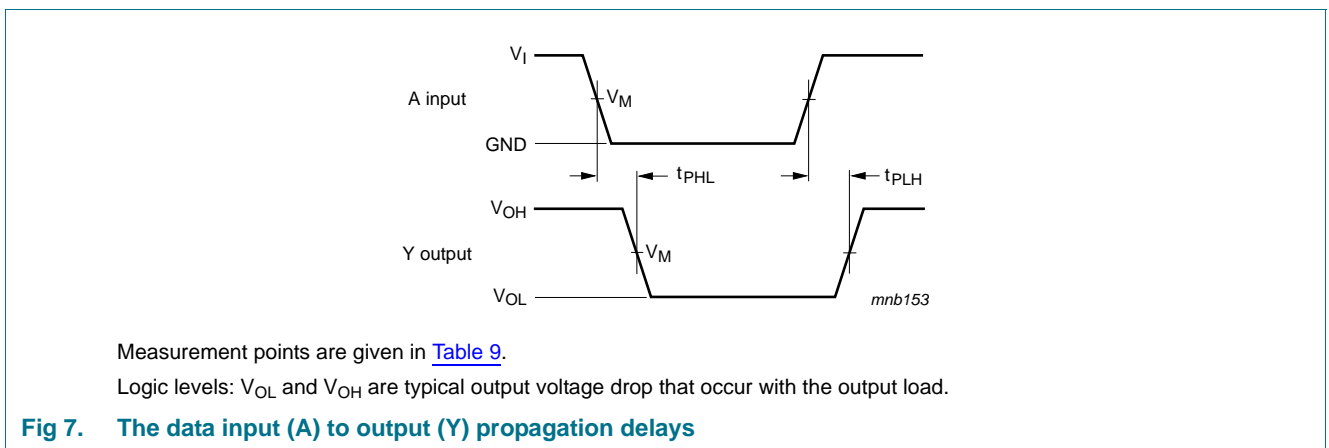 VI
A input
VM
GND
tPHL
tPLH
VOH
Y output
VM
VOL
mnb153
Measurement points are given in Table 9.
Logic levels: VOL and VOH are typical output voltage drop that occur with the output load.
Fig 7. The data input (A) to output (Y) propagation delays